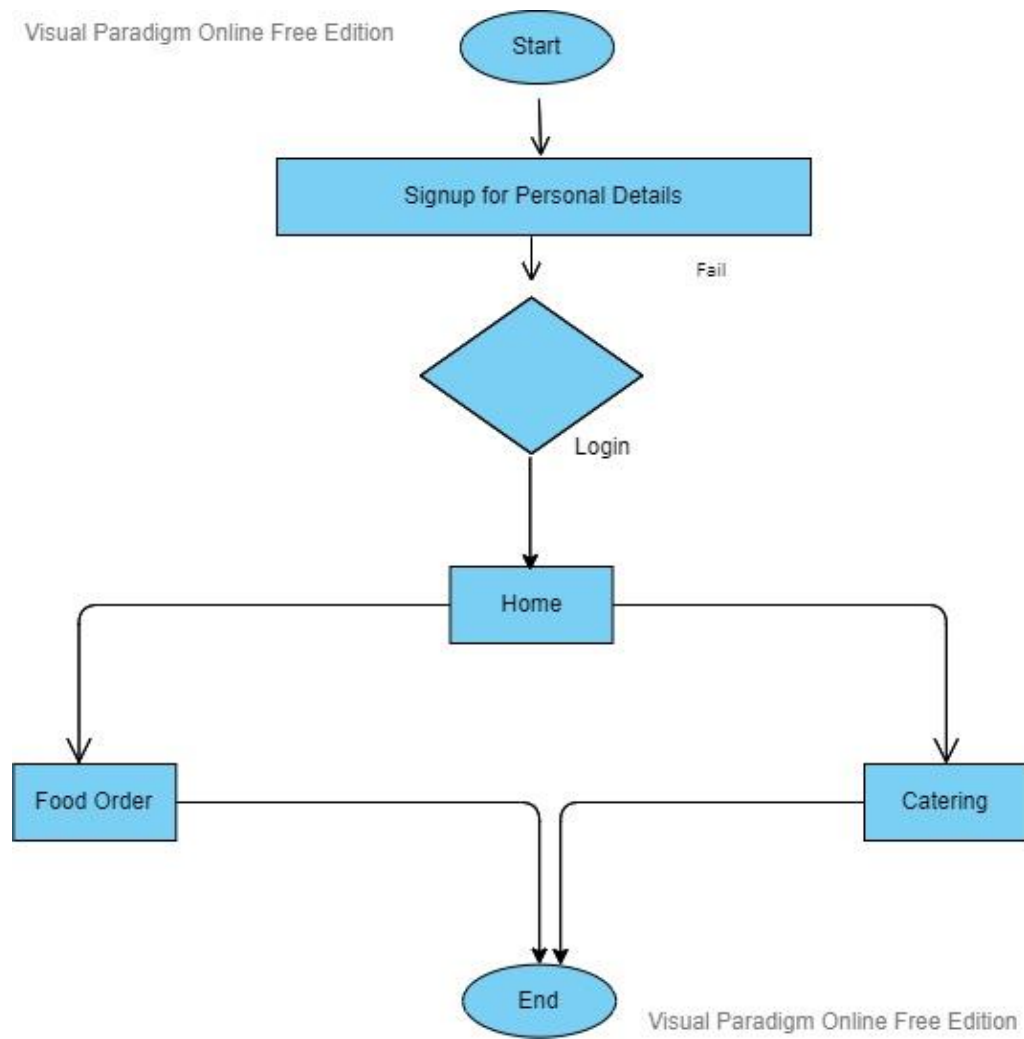 Visual Paradigm Online Free Edition
Start
Signup for Personal Details
Fail
Login
Home
Food Order
Catering
End
Visual Paradigm Online Free Edition